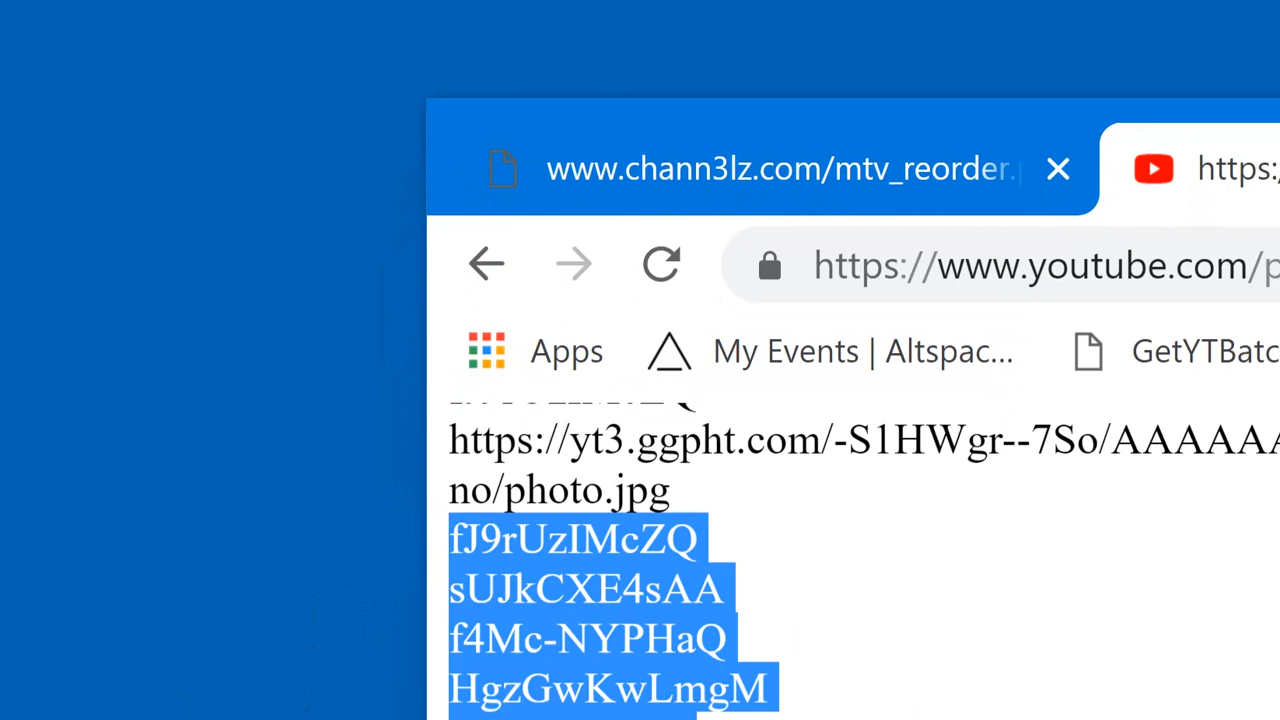 www.chann3lz.com/mtv_reorder.
https:/
https://www.youtube.com/p
Apps
My Events | Altspac...
GetYTBatc
https://yt3.ggpht.com/-S1HWgr--7So/AAAAAA
no/photo.jpg
fJ9rUzIMcZQ
sUJkCXE4sAA
f4Mc-NYPHaQ
HgzGwKwLmgM